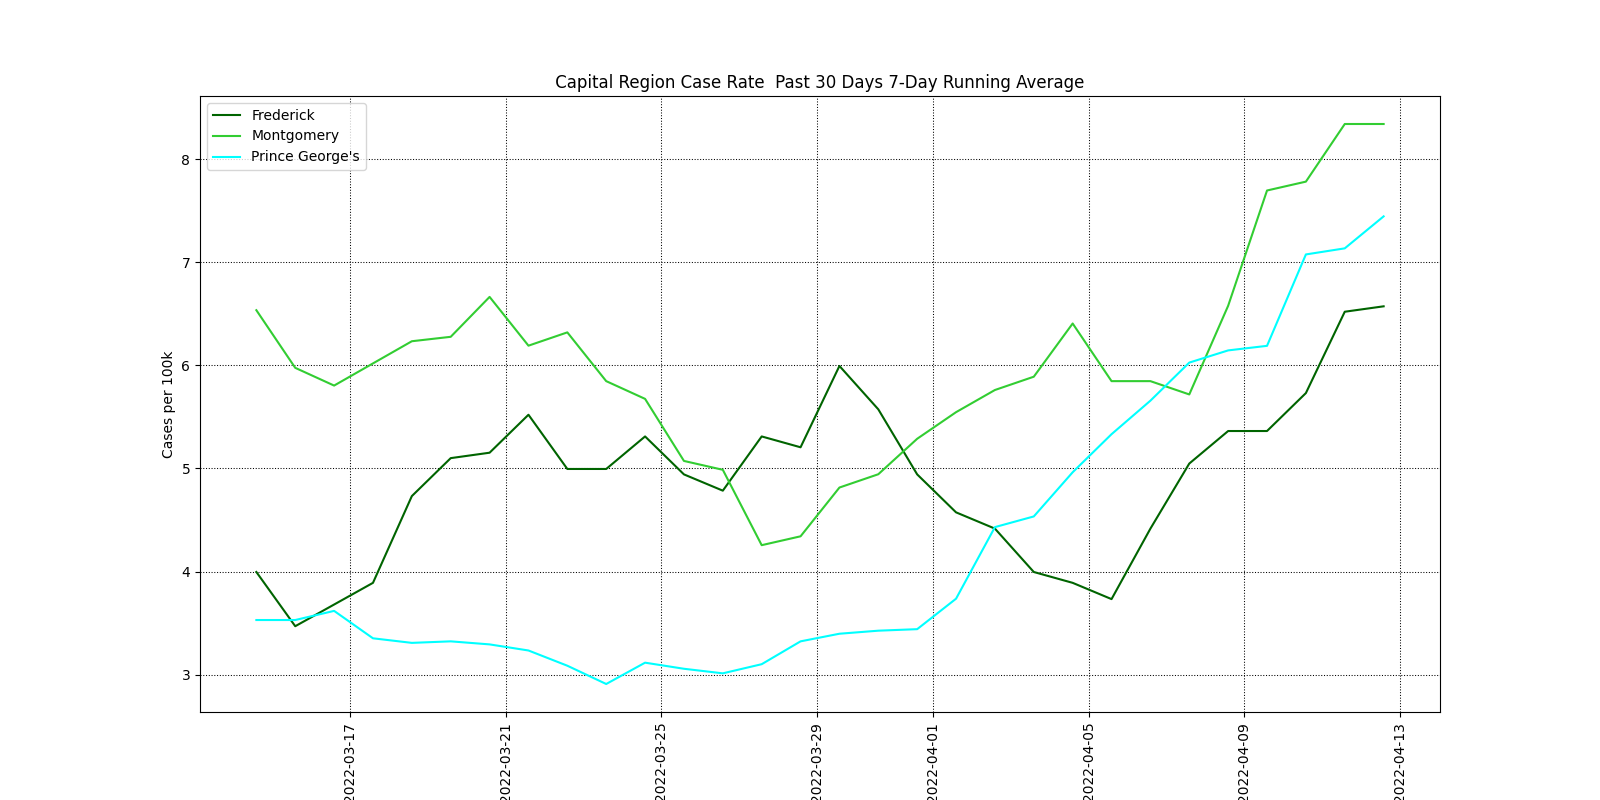 Capital Region Case Rate  Past 30 Days 7-Day Running Average
Frederick
Montgomery
Prince George's
Cases per 100k
8
7
6
5
4
3
2022-03-17
2022-03-21
2022-03-25
2022-03-29
2022-04-01
2022-04-05
2022-04-09
2022-04-13